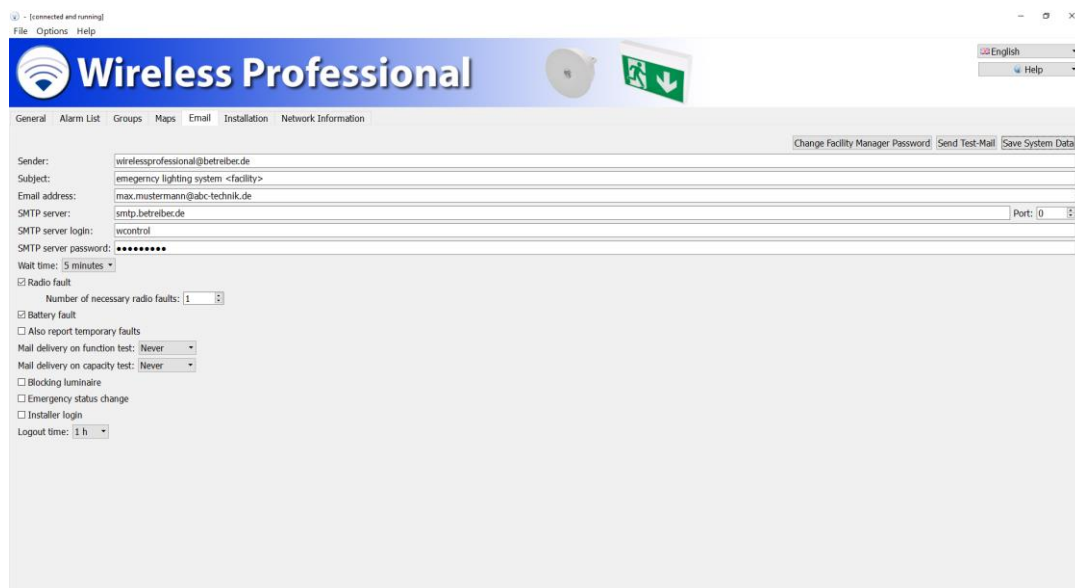 - [connected and running]
File Options Help
Wireless Professional
English
Help
General Alarm List Groups Maps Email Installation Network Information
Change Facility Manager Password Send Test-Mail Save System Data
Sender: wirelessprofessional@betreiber.de
Subject: emegerncy lighting system <facility>
Email address: max.mustermann@abc-technik.de
SMTP server: smtp.betreiber.de Port: 0
SMTP server login: wcontrol
SMTP server password: ●●●●●●●●●
Wait time: 5 minutes
Radio fault
Number of necessary radio faults: 1
Battery fault
Also report temporary faults
Mail delivery on function test: Never
Mail delivery on capacity test: Never
Blocking luminaire
Emergency status change
Installer login
Logout time: 1 h